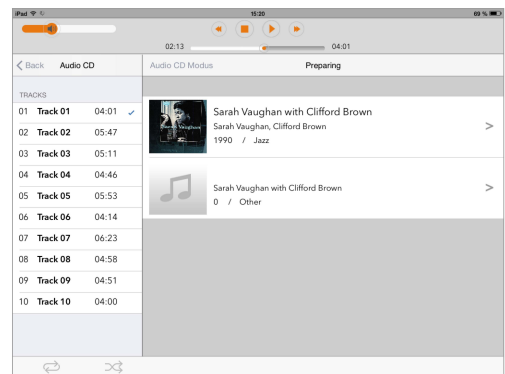 iPad 15:20 69 %
02:13 04:01
Back Audio CD
Audio CD Modus Preparing
TRACKS
01 Track 01 04:01
02 Track 02 05:47
03 Track 03 05:11
04 Track 04 04:46
05 Track 05 05:53
06 Track 06 04:14
07 Track 07 06:23
08 Track 08 04:58
09 Track 09 04:51
10 Track 10 04:00
Sarah Vaughan
Sarah Vaughan with Clifford Brown
Sarah Vaughan, Clifford Brown
1990 / Jazz
Sarah Vaughan with Clifford Brown
0 / Other